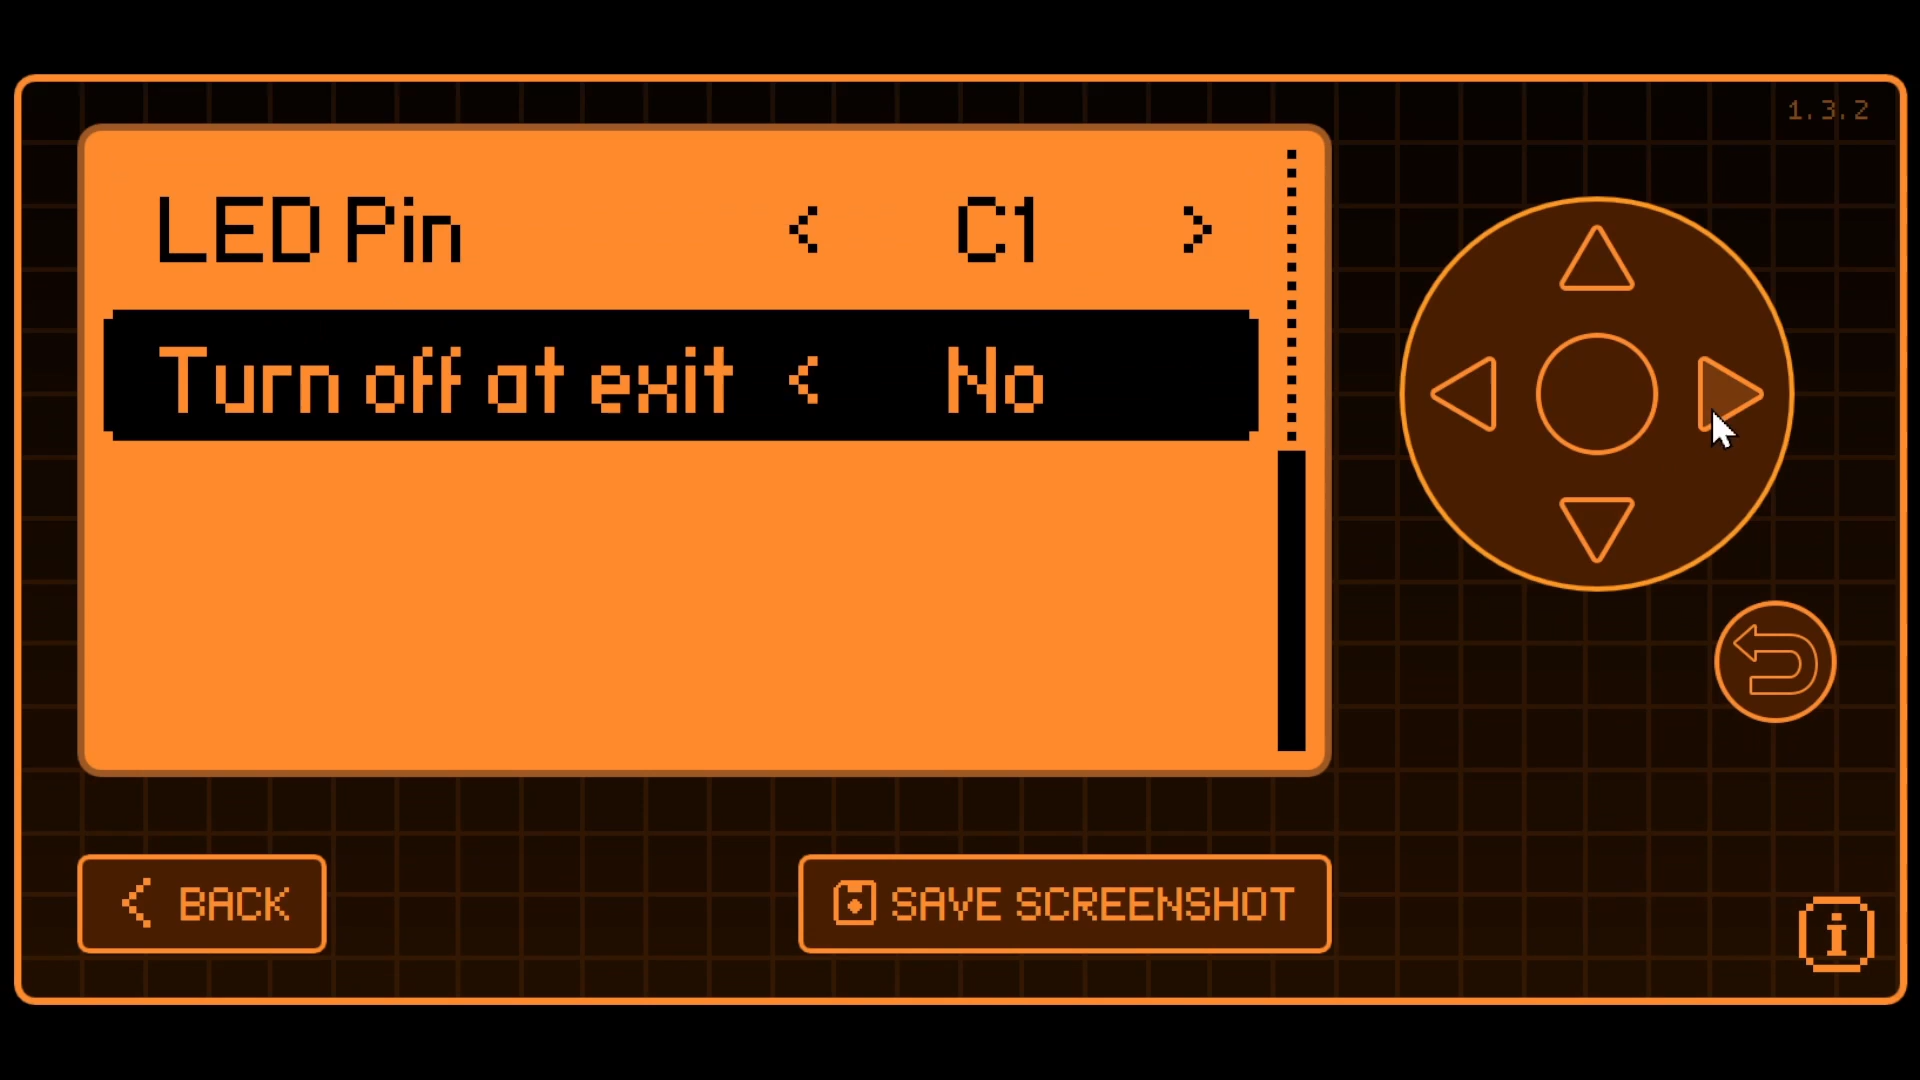 1.3.2
LED Pin < C1 >
Turn off at exit < No
BACK
SAVE SCREENSHOT
i